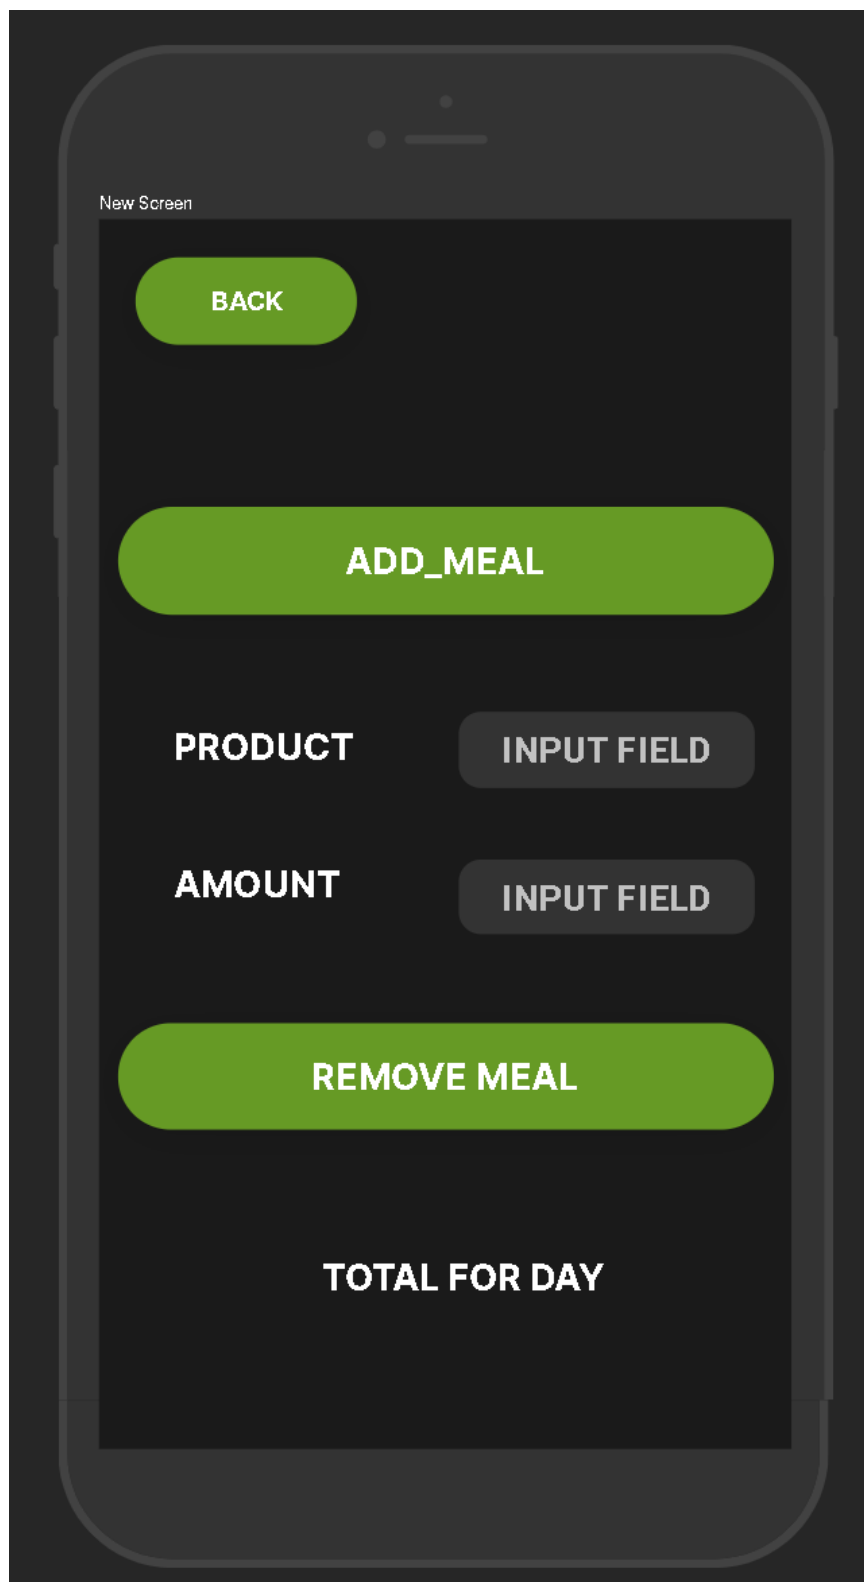 New Screen
BACK
ADD_MEAL
PRODUCT
INPUT FIELD
AMOUNT
INPUT FIELD
REMOVE MEAL
TOTAL FOR DAY